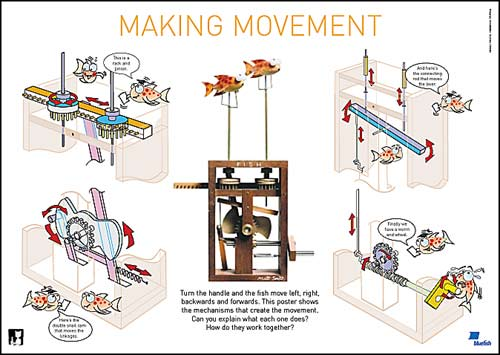 MAKING MOVEMENT
This is a
rack and
pinion.
And here's
the connecting
rod that moves
the lever.
FISH
Finally we
have a worm
and wheel.
Here's the
double snail cam
that moves the
linkages.
Turn the handle and the fish move left, right,
backwards and forwards. This poster shows
the mechanisms that create the movement.
Can you explain what each one does?
How do they work together?
bluefish